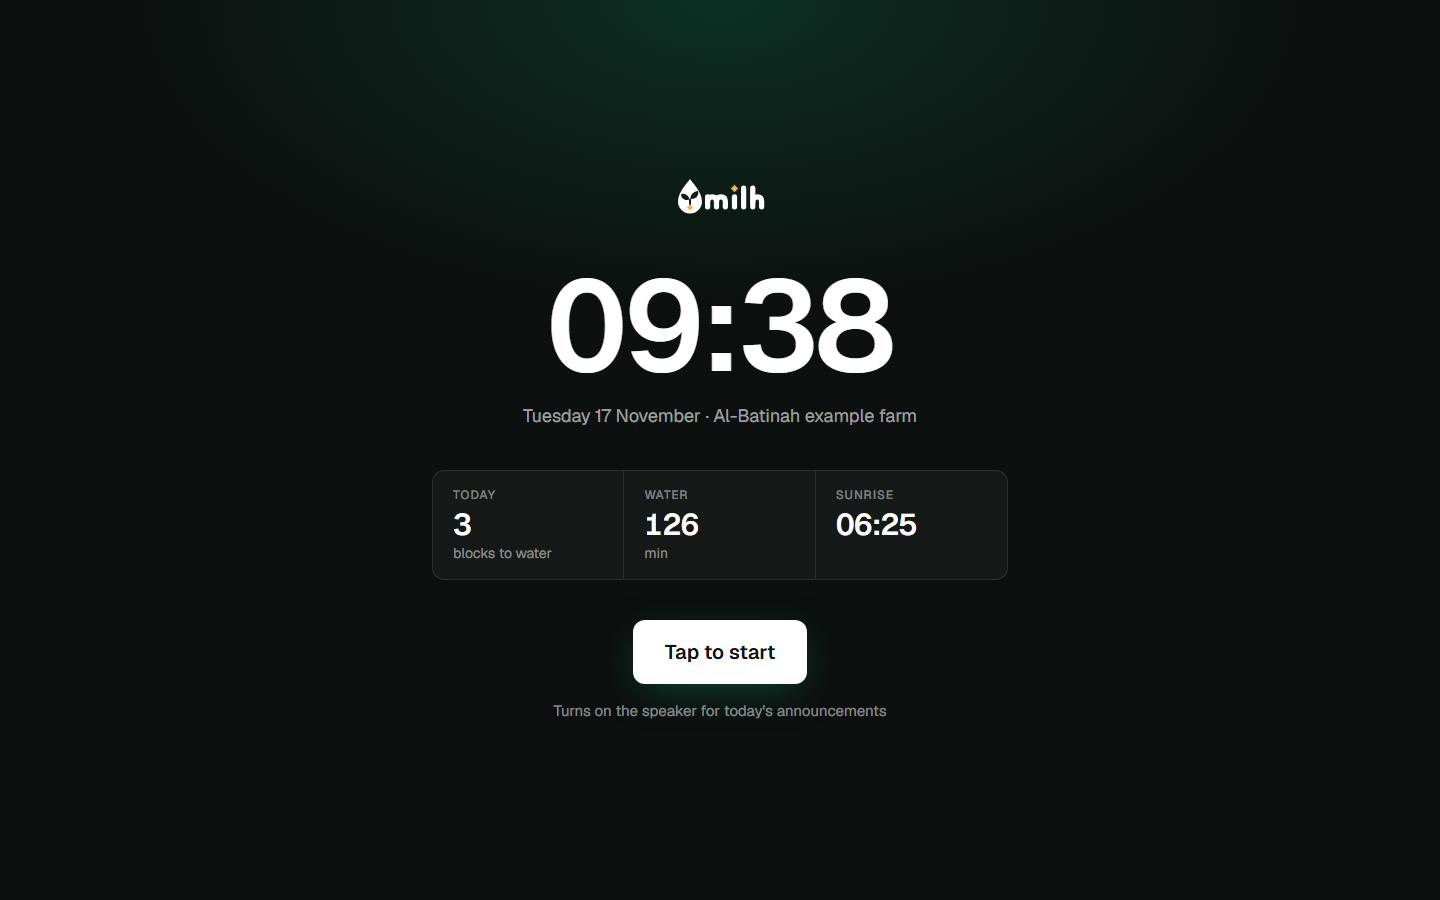 milh
09:38
Tuesday 17 November · Al-Batinah example farm
TODAY
3
blocks to water
WATER
126
min
SUNRISE
06:25
Tap to start
Turns on the speaker for today's announcements